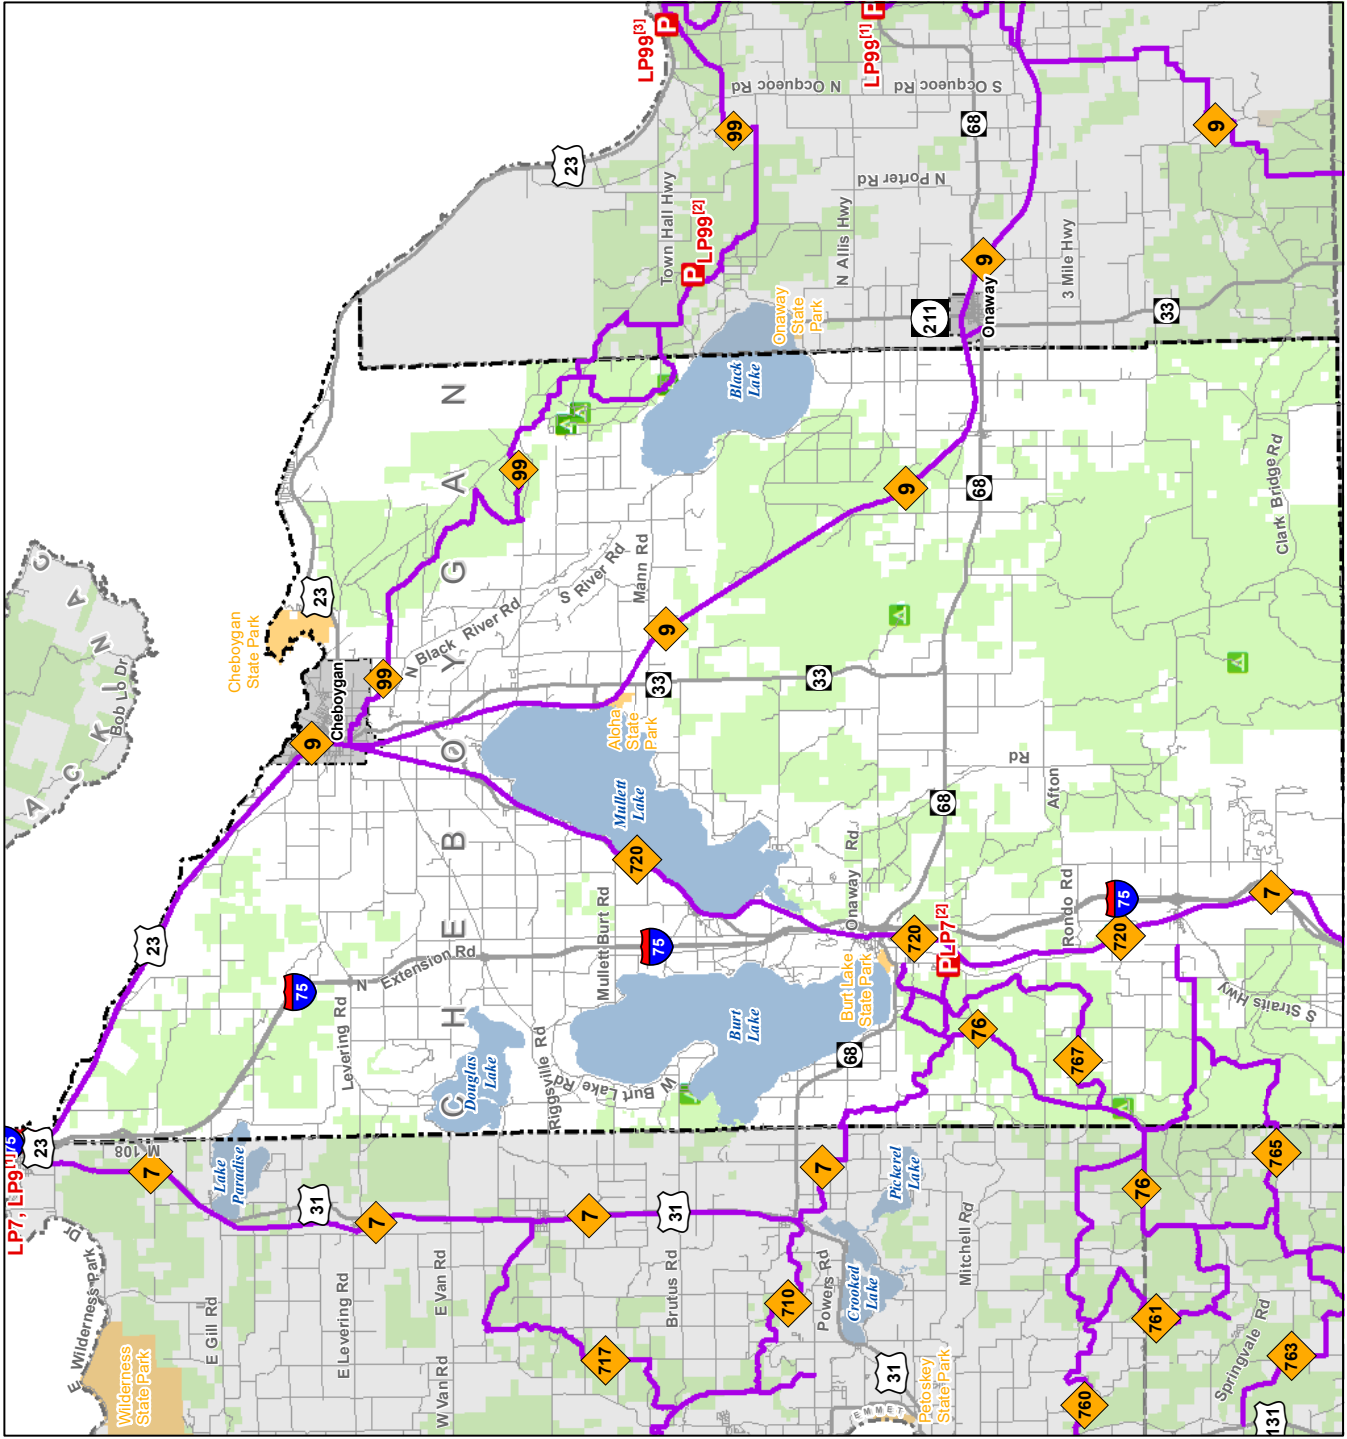 LP99[3]
P
LP99[1]
P
N Ocqueoc Rd
S Ocqueoc Rd
99
68
9
23
Town Hall Hwy
N Porter Rd
LP99[2]
P
N Allis Hwy
3 Mile Hwy
9
Onaway
State
Park
211
Onaway
33
Black
Lake
N
A
G
Y
O
B
E
H
C
99
9
68
Clark Bridge Rd
S River Rd
Mann Rd
N Black River Rd
23
Cheboygan
State Park
Cheboygan
99
9
9
33
33
Aloha
State
Park
Mullett
Lake
720
68
Afton
Rd
Onaway Rd
Rondo Rd
75
7
720
720
LP7[2]
P
Mullett Burt Rd
75
N Extension Rd
75
23
Burt Lake
State Park
Burt
Lake
68
76
767
S Straits Hwy
Levering Rd
Douglas
Lake
Riggsville Rd
W Burt Lake Rd
G
A
N
I
K
C
A
Bob Lo Dr
75
LP7, LP9[1]
23
M 108
7
Lake
Paradise
31
7
7
31
7
Pickerel
Lake
76
765
E Wilderness Park Dr
Wilderness
State Park
E Gill Rd
E Levering Rd
E Van Rd
W Van Rd
Brutus Rd
Powers Rd
Crooked
Lake
Mitchell Rd
717
710
761
763
760
Springvale Rd
31
131
Petoskey
State Park
EMMET